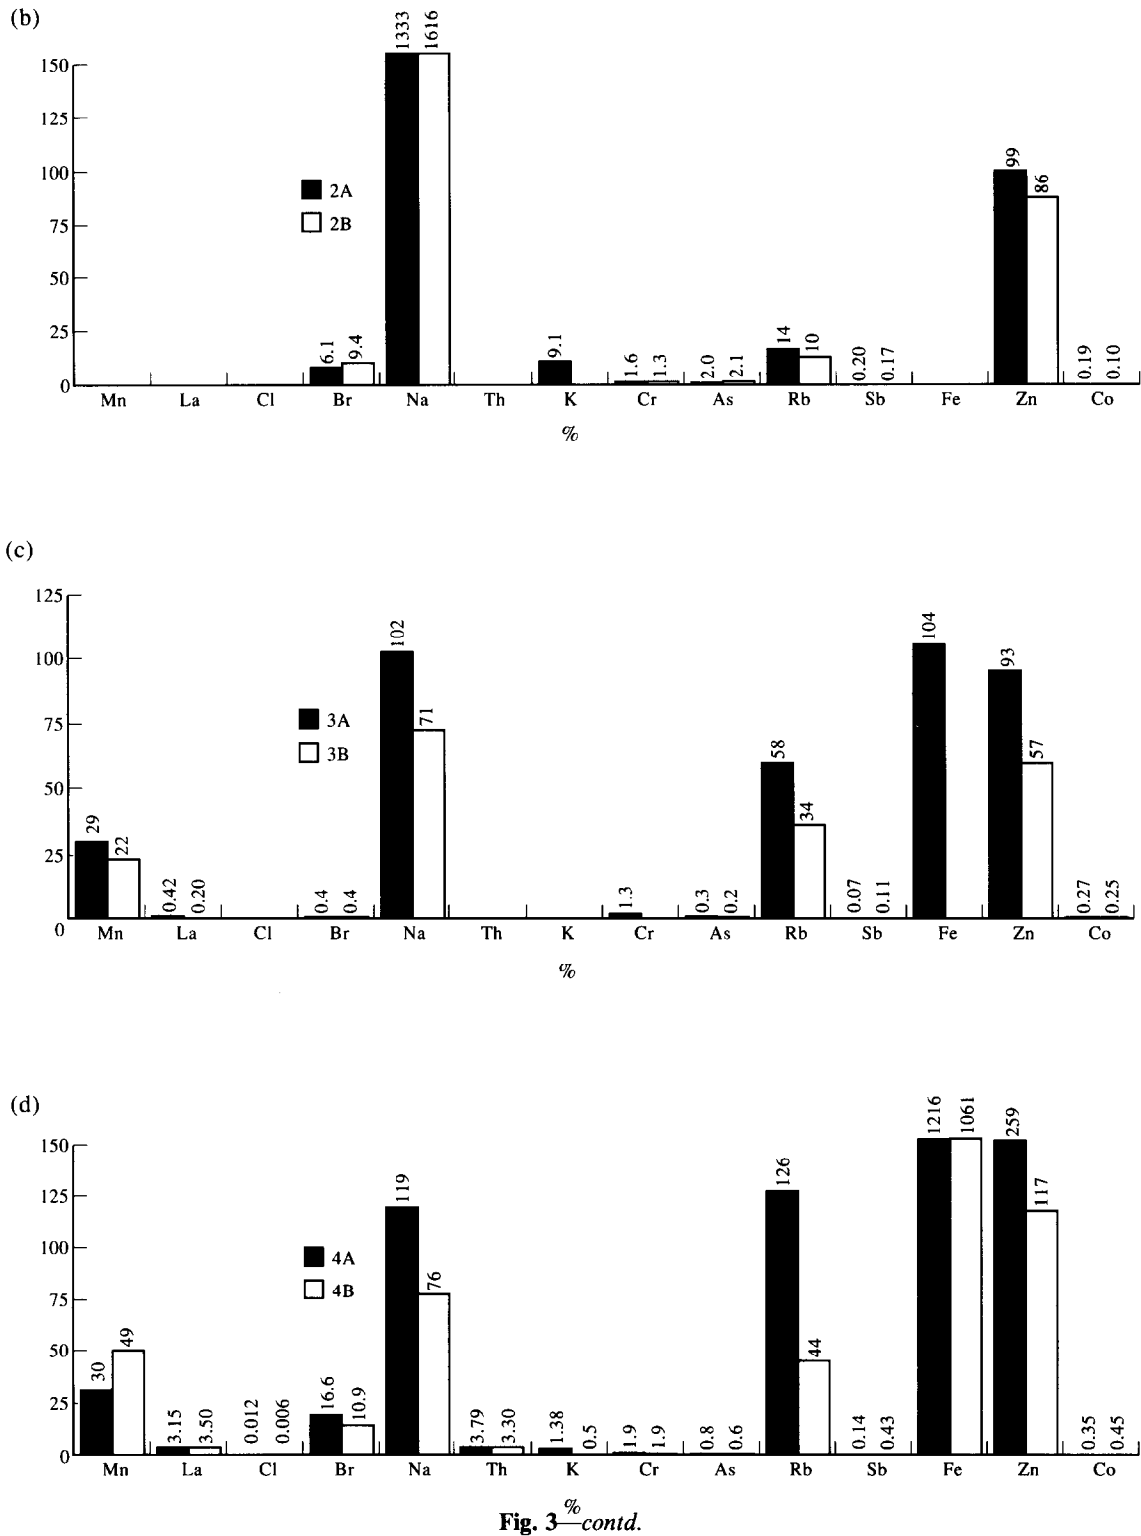 (b)
1333 1616
150
125
100
75
50
25
0
2A
2B
6.1 9.4 9.1 1.6 1.3 2.0 2.1 14 10 0.20 0.17 99 86 0.19 0.10
Mn La Cl Br Na Th K Cr As Rb Sb Fe Zn Co
%
(c)
125
100
75
50
25
0
3A
3B
29 22 0.42 0.20 0.4 0.4 102 71 1.3 0.3 0.2 58 34 0.07 0.11 104 93 57 0.27 0.25
Mn La Cl Br Na Th K Cr As Rb Sb Fe Zn Co
%
(d)
150
125
100
75
50
25
0
4A
4B
30 49 3.15 3.50 0.012 0.006 16.6 10.9 119 76 3.79 3.30 1.38 0.5 1.9 1.9 0.8 0.6 126 44 0.14 0.43 1216 1061 259 117 0.35 0.45
Mn La Cl Br Na Th K Cr As Rb Sb Fe Zn Co
%
Fig. 3—contd.